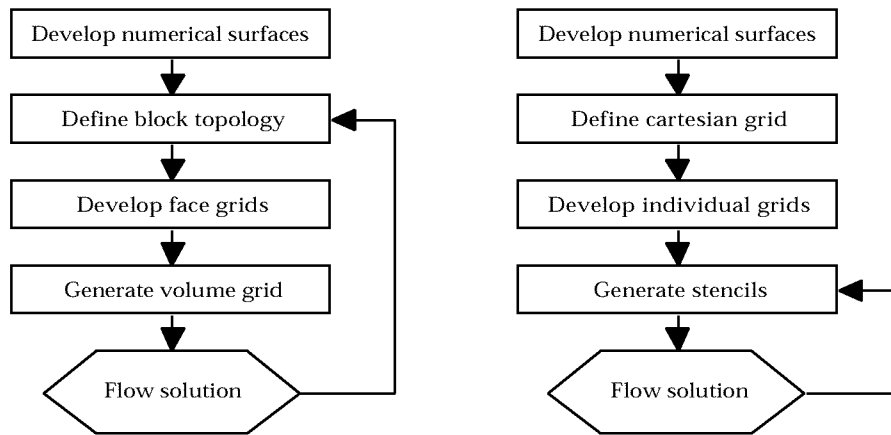 Develop numerical surfaces
Define block topology
Develop face grids
Generate volume grid
Flow solution
Develop numerical surfaces
Define cartesian grid
Develop individual grids
Generate stencils
Flow solution